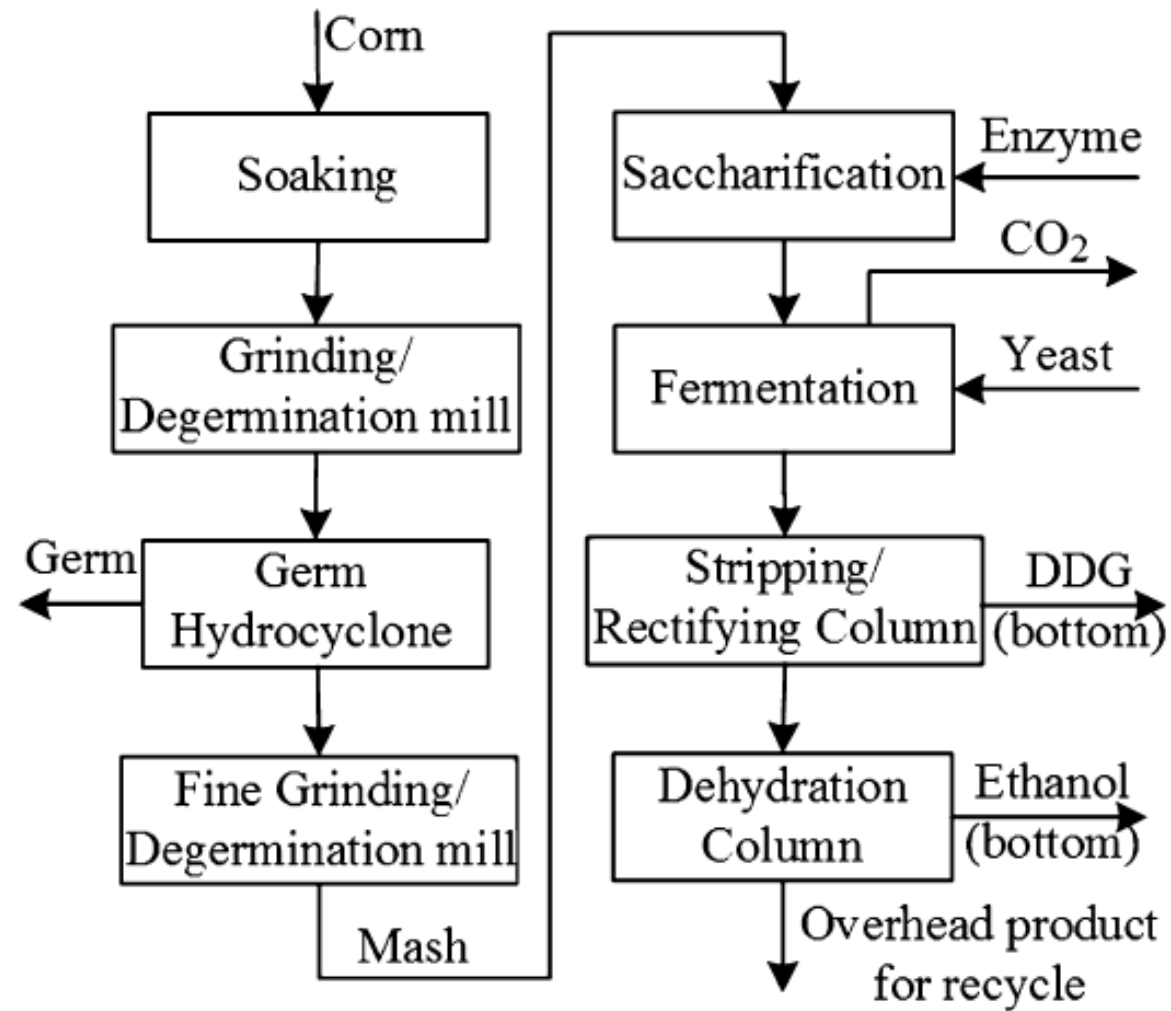 Corn
Soaking
Grinding/
Degermination mill
Germ
Germ
Hydrocyclone
Fine Grinding/
Degermination mill
Mash
Saccharification
Enzyme
CO₂
Fermentation
Yeast
Stripping/
Rectifying Column
DDG
(bottom)
Dehydration
Column
Ethanol
(bottom)
Overhead product
for recycle